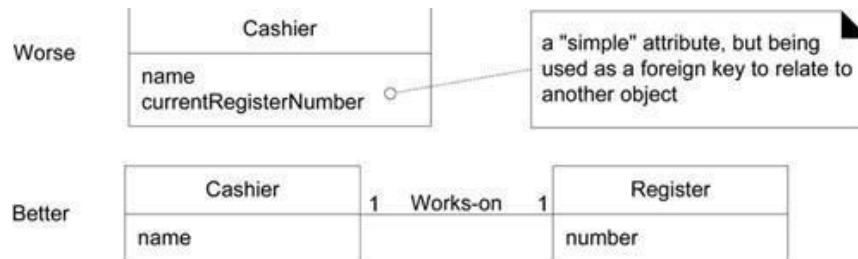 Cashier
Worse
name
currentRegisterNumber
a "simple" attribute, but being
used as a foreign key to relate to
another object
Better
Cashier
name
1 Works-on 1
Register
number